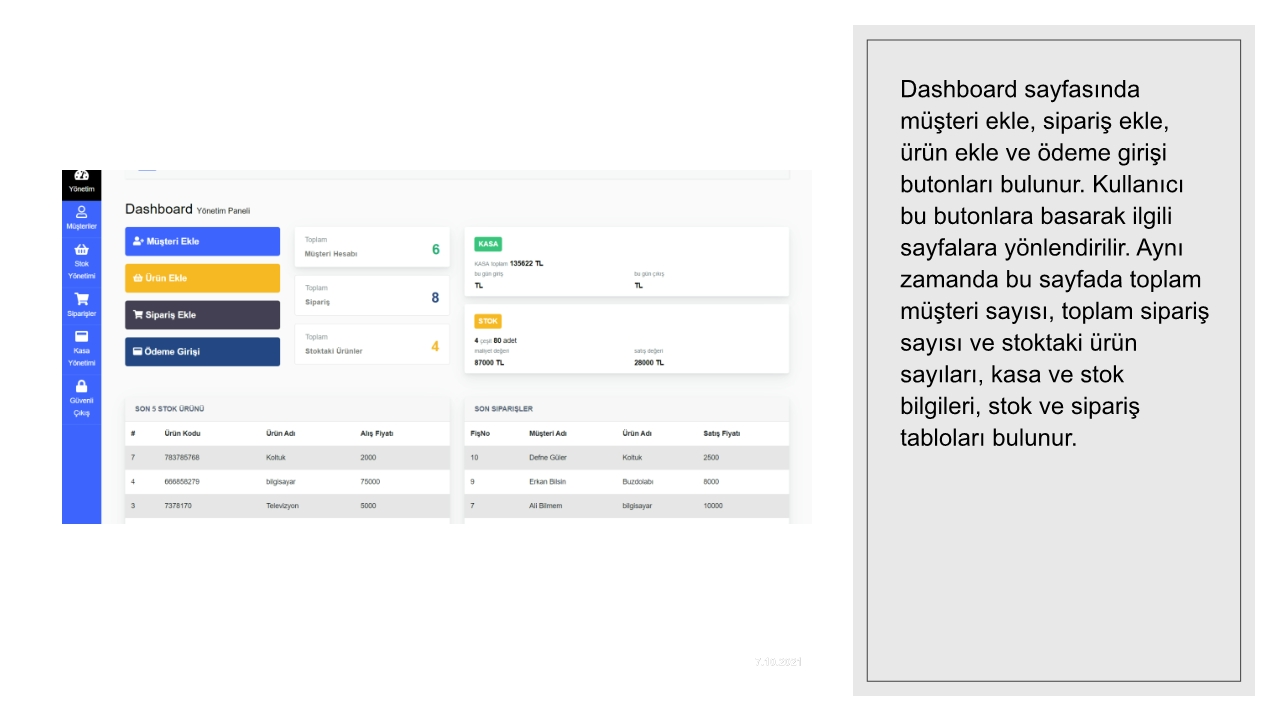 Yönetim
Müşteriler
Stok
Yönetimi
Siparişler
Kasa
Yönetimi
Güvenli
Çıkış
Dashboard Yönetim Paneli
Müşteri Ekle
Ürün Ekle
Sipariş Ekle
Ödeme Girişi
Toplam
Müşteri Hesabı 6
Toplam
Sipariş 8
Toplam
Stoktaki Ürünler 4
KASA
KASA toplam 135622 TL
bu gün giriş bu gün çıkış
TL TL
STOK
4 çeşit 80 adet
maliyet değeri satış değeri
87000 TL 28000 TL
SON 5 STOK ÜRÜNÜ
# Ürün Kodu Ürün Adı Alış Fiyatı
7 783785768 Koltuk 2000
4 666858279 bilgisayar 75000
3 7378170 Televizyon 5000
SON SIPARIŞLER
FişNo Müşteri Adı Ürün Adı Satış Fiyatı
10 Defne Güler Koltuk 2500
9 Erkan Bilsin Buzdolabı 8000
7 Ali Bilmem bilgisayar 10000
7.10.2021
Dashboard sayfasında
müşteri ekle, sipariş ekle,
ürün ekle ve ödeme girişi
butonları bulunur. Kullanıcı
bu butonlara basarak ilgili
sayfalara yönlendirilir. Aynı
zamanda bu sayfada toplam
müşteri sayısı, toplam sipariş
sayısı ve stoktaki ürün
sayıları, kasa ve stok
bilgileri, stok ve sipariş
tabloları bulunur.